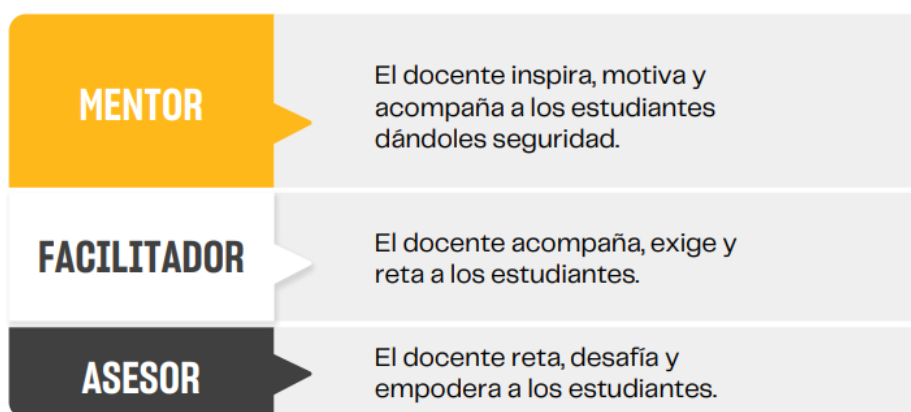 MENTOR
El docente inspira, motiva y
acompaña a los estudiantes
dándoles seguridad.
FACILITADOR
El docente acompaña, exige y
reta a los estudiantes.
ASESOR
El docente reta, desafía y
empodera a los estudiantes.